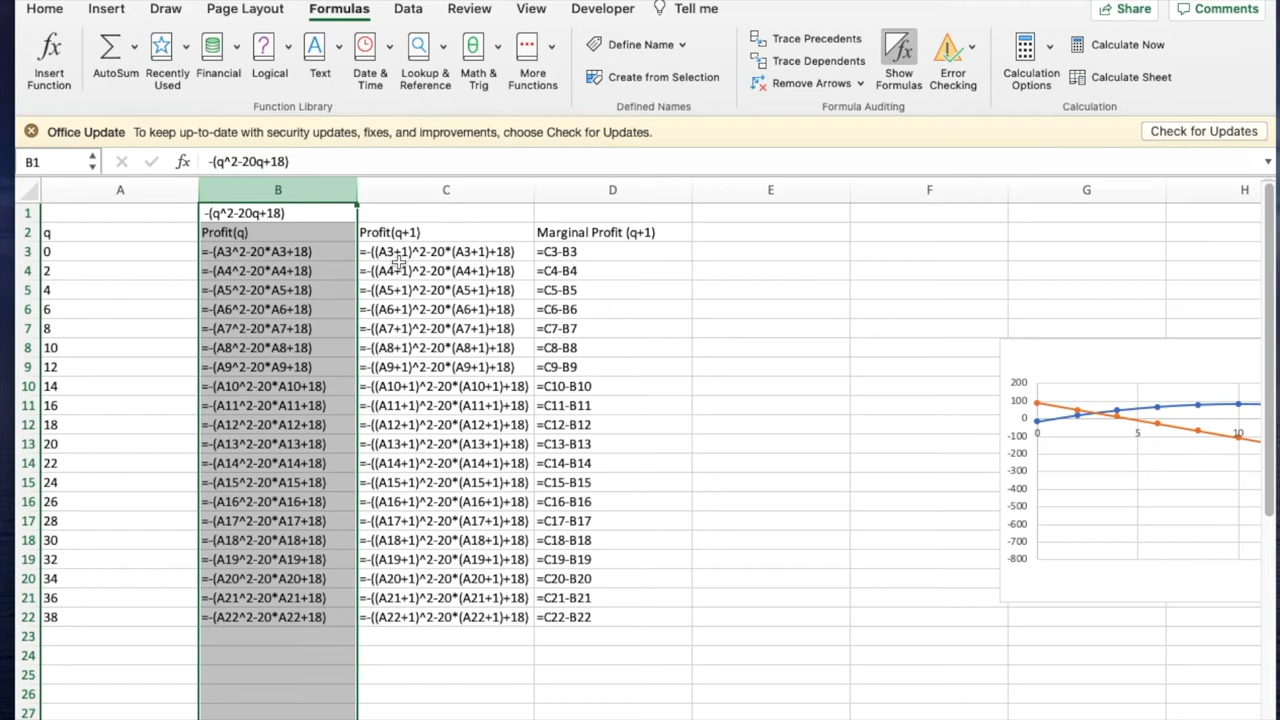 Home Insert Draw Page Layout Formulas Data Review View Developer Tell me Share Comments
Insert Function AutoSum Recently Used Financial Logical Text Date & Time Lookup & Reference Math & Trig More Functions Define Name Create from Selection Trace Precedents Trace Dependents Remove Arrows Show Formulas Error Checking Calculation Options Calculate Now Calculate Sheet
Function Library Defined Names Formula Auditing Calculation
Office Update To keep up-to-date with security updates, fixes, and improvements, choose Check for Updates. Check for Updates
B1 fx -(q^2-20q+18)
A B C D E F G H
1 -(q^2-20q+18)
2 q Profit(q) Profit(q+1) Marginal Profit (q+1)
3 0 =-(A3^2-20*A3+18) =-((A3+1)^2-20*(A3+1)+18) =C3-B3
4 2 =-(A4^2-20*A4+18) =-((A4+1)^2-20*(A4+1)+18) =C4-B4
5 4 =-(A5^2-20*A5+18) =-((A5+1)^2-20*(A5+1)+18) =C5-B5
6 6 =-(A6^2-20*A6+18) =-((A6+1)^2-20*(A6+1)+18) =C6-B6
7 8 =-(A7^2-20*A7+18) =-((A7+1)^2-20*(A7+1)+18) =C7-B7
8 10 =-(A8^2-20*A8+18) =-((A8+1)^2-20*(A8+1)+18) =C8-B8
9 12 =-(A9^2-20*A9+18) =-((A9+1)^2-20*(A9+1)+18) =C9-B9
10 14 =-(A10^2-20*A10+18) =-((A10+1)^2-20*(A10+1)+18) =C10-B10
11 16 =-(A11^2-20*A11+18) =-((A11+1)^2-20*(A11+1)+18) =C11-B11
12 18 =-(A12^2-20*A12+18) =-((A12+1)^2-20*(A12+1)+18) =C12-B12
13 20 =-(A13^2-20*A13+18) =-((A13+1)^2-20*(A13+1)+18) =C13-B13
14 22 =-(A14^2-20*A14+18) =-((A14+1)^2-20*(A14+1)+18) =C14-B14
15 24 =-(A15^2-20*A15+18) =-((A15+1)^2-20*(A15+1)+18) =C15-B15
16 26 =-(A16^2-20*A16+18) =-((A16+1)^2-20*(A16+1)+18) =C16-B16
17 28 =-(A17^2-20*A17+18) =-((A17+1)^2-20*(A17+1)+18) =C17-B17
18 30 =-(A18^2-20*A18+18) =-((A18+1)^2-20*(A18+1)+18) =C18-B18
19 32 =-(A19^2-20*A19+18) =-((A19+1)^2-20*(A19+1)+18) =C19-B19
20 34 =-(A20^2-20*A20+18) =-((A20+1)^2-20*(A20+1)+18) =C20-B20
21 36 =-(A21^2-20*A21+18) =-((A21+1)^2-20*(A21+1)+18) =C21-B21
22 38 =-(A22^2-20*A22+18) =-((A22+1)^2-20*(A22+1)+18) =C22-B22
23
24
25
26
27
200
100
0
0 5 10
-100
-200
-300
-400
-500
-600
-700
-800